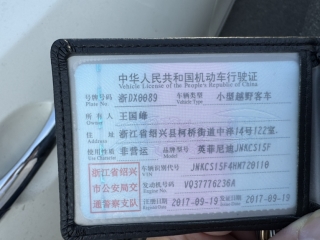 中华人民共和国机动车行驶证
Vehicle License of the People's Republic of China
号牌号码 浙DX0089 车辆类型 小型越野客车
Plate No. Vehicle Type
所有人 王国峰
Owner
住址 浙江省绍兴县柯桥街道中泽14号122室
Address
使用性质 非营运 品牌型号 英菲尼迪JNKCS15F
Use Character Model
浙江省绍兴 车辆识别代号 JNKCS15F4HM720110
市公安局交 VIN
通警察支队 发动机号码 VQ37776236A
Engine No.
注册日期 2017-09-19 发证日期 2017-09-19
Register Date Issue Date